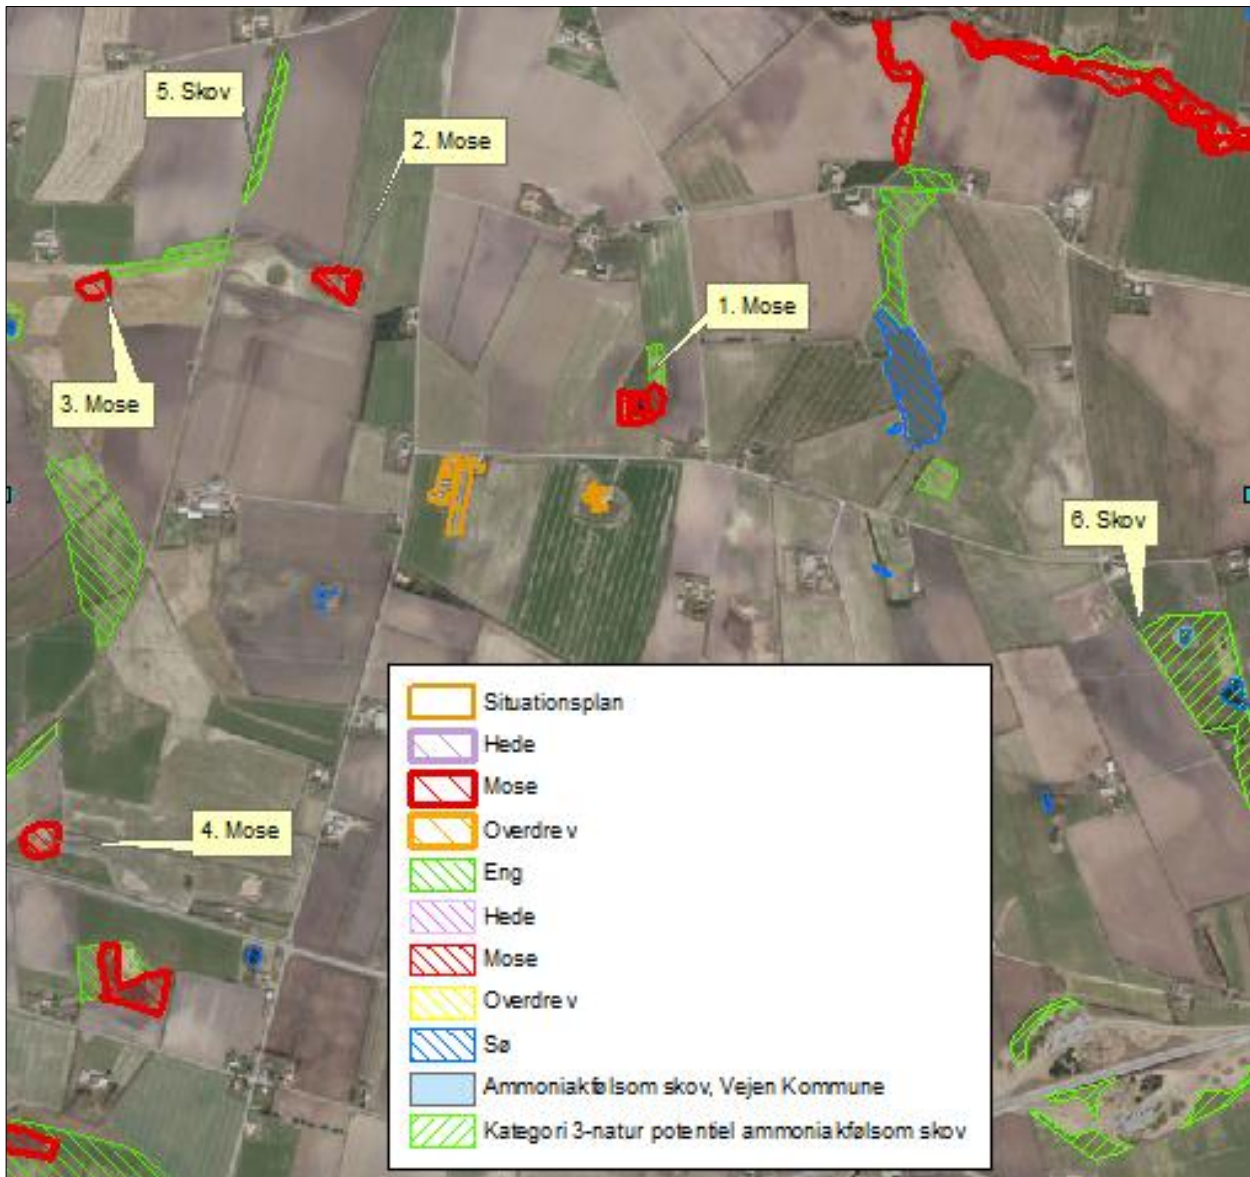 5. Skov
2. Mose
1. Mose
3. Mose
6. Skov
4. Mose
Situationsplan
Hede
Mose
Overdrev
Eng
Hede
Mose
Overdrev
Sø
Ammoniakfølsom skov, Vejen Kommune
Kategori 3-natur potentiel ammoniakfølsom skov